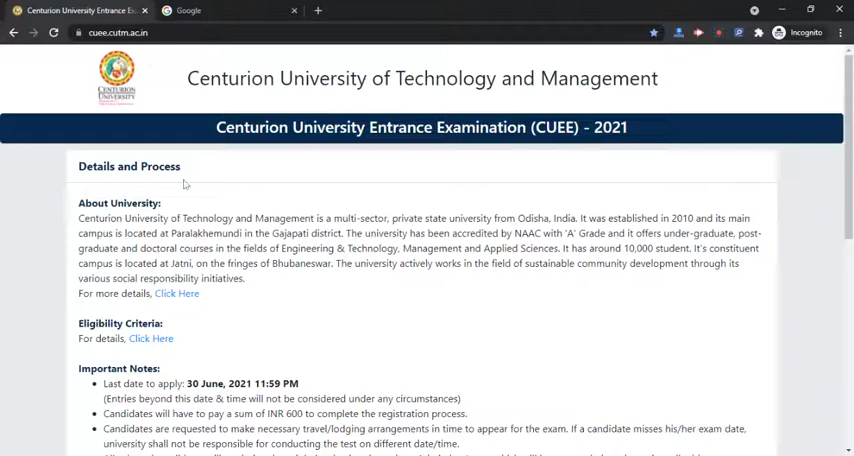 Centurion University Entrance Ex
Google
cuee.cutm.ac.in
Incognito
CENTURION
UNIVERSITY
Centurion University of Technology and Management
Centurion University Entrance Examination (CUEE) - 2021
Details and Process
About University:
Centurion University of Technology and Management is a multi-sector, private state university from Odisha, India. It was established in 2010 and its main
campus is located at Paralakhemundi in the Gajapati district. The university has been accredited by NAAC with 'A' Grade and it offers under-graduate, post-
graduate and doctoral courses in the fields of Engineering & Technology, Management and Applied Sciences. It has around 10,000 student. It's constituent
campus is located at Jatni, on the fringes of Bhubaneswar. The university actively works in the field of sustainable community development through its
various social responsibility initiatives.
For more details, Click Here
Eligibility Criteria:
For details, Click Here
Important Notes:
• Last date to apply: 30 June, 2021 11:59 PM
(Entries beyond this date & time will not be considered under any circumstances)
• Candidates will have to pay a sum of INR 600 to complete the registration process.
• Candidates are requested to make necessary travel/lodging arrangements in time to appear for the exam. If a candidate misses his/her exam date,
university shall not be responsible for conducting the test on different date/time.